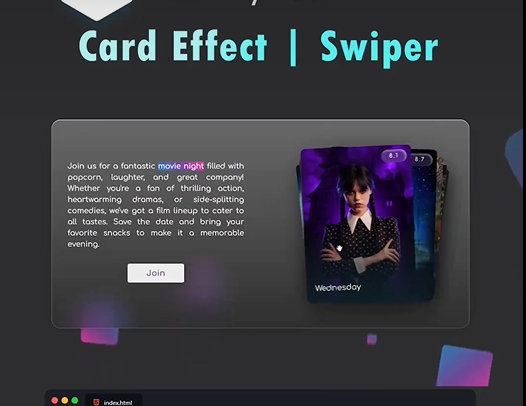 Card Effect | Swiper
Join us for a fantastic movie night filled with
popcorn, laughter, and great company!
Whether you're a fan of thrilling action,
heartwarming dramas, or side-splitting
comedies, we've got a film lineup to cater to
all tastes. Save the date and bring your
favorite snacks to make it a memorable
evening.
Join
8.1
8.7
Wednesday
index.html